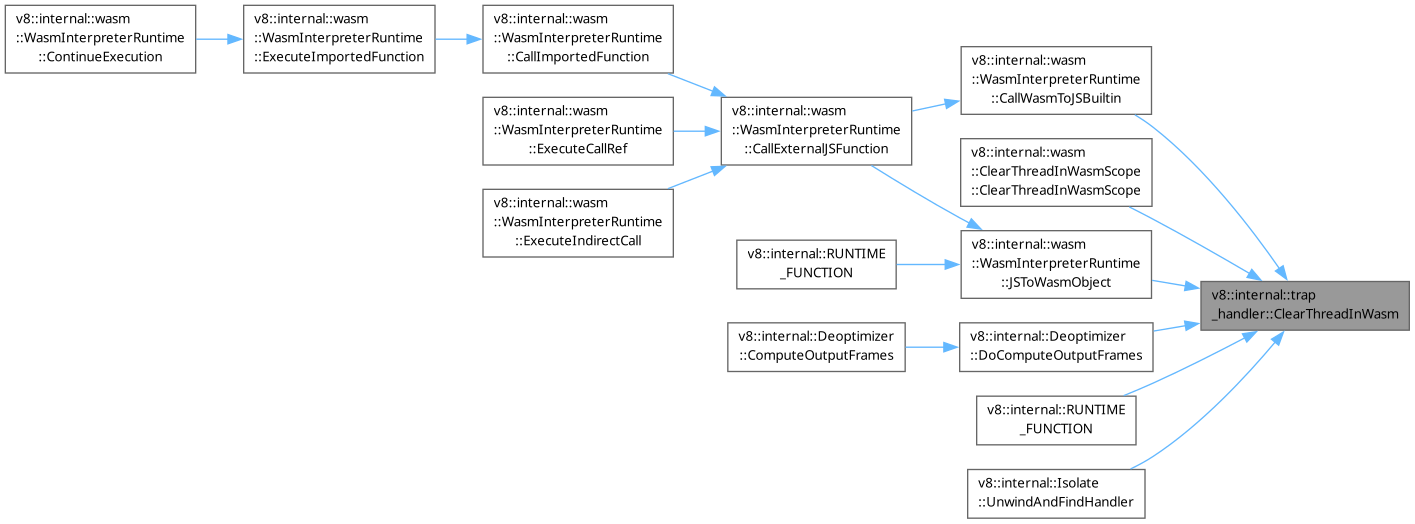 v8::internal::wasm
::WasmInterpreterRuntime
::ContinueExecution
v8::internal::wasm
::WasmInterpreterRuntime
::ExecuteImportedFunction
v8::internal::wasm
::WasmInterpreterRuntime
::CallImportedFunction
v8::internal::wasm
::WasmInterpreterRuntime
::ExecuteCallRef
v8::internal::wasm
::WasmInterpreterRuntime
::ExecuteIndirectCall
v8::internal::wasm
::WasmInterpreterRuntime
::CallExternalJSFunction
v8::internal::RUNTIME
_FUNCTION
v8::internal::Deoptimizer
::ComputeOutputFrames
v8::internal::wasm
::WasmInterpreterRuntime
::CallWasmToJSBuiltin
v8::internal::wasm
::ClearThreadInWasmScope
::ClearThreadInWasmScope
v8::internal::wasm
::WasmInterpreterRuntime
::JSToWasmObject
v8::internal::Deoptimizer
::DoComputeOutputFrames
v8::internal::RUNTIME
_FUNCTION
v8::internal::Isolate
::UnwindAndFindHandler
v8::internal::trap
_handler::ClearThreadInWasm